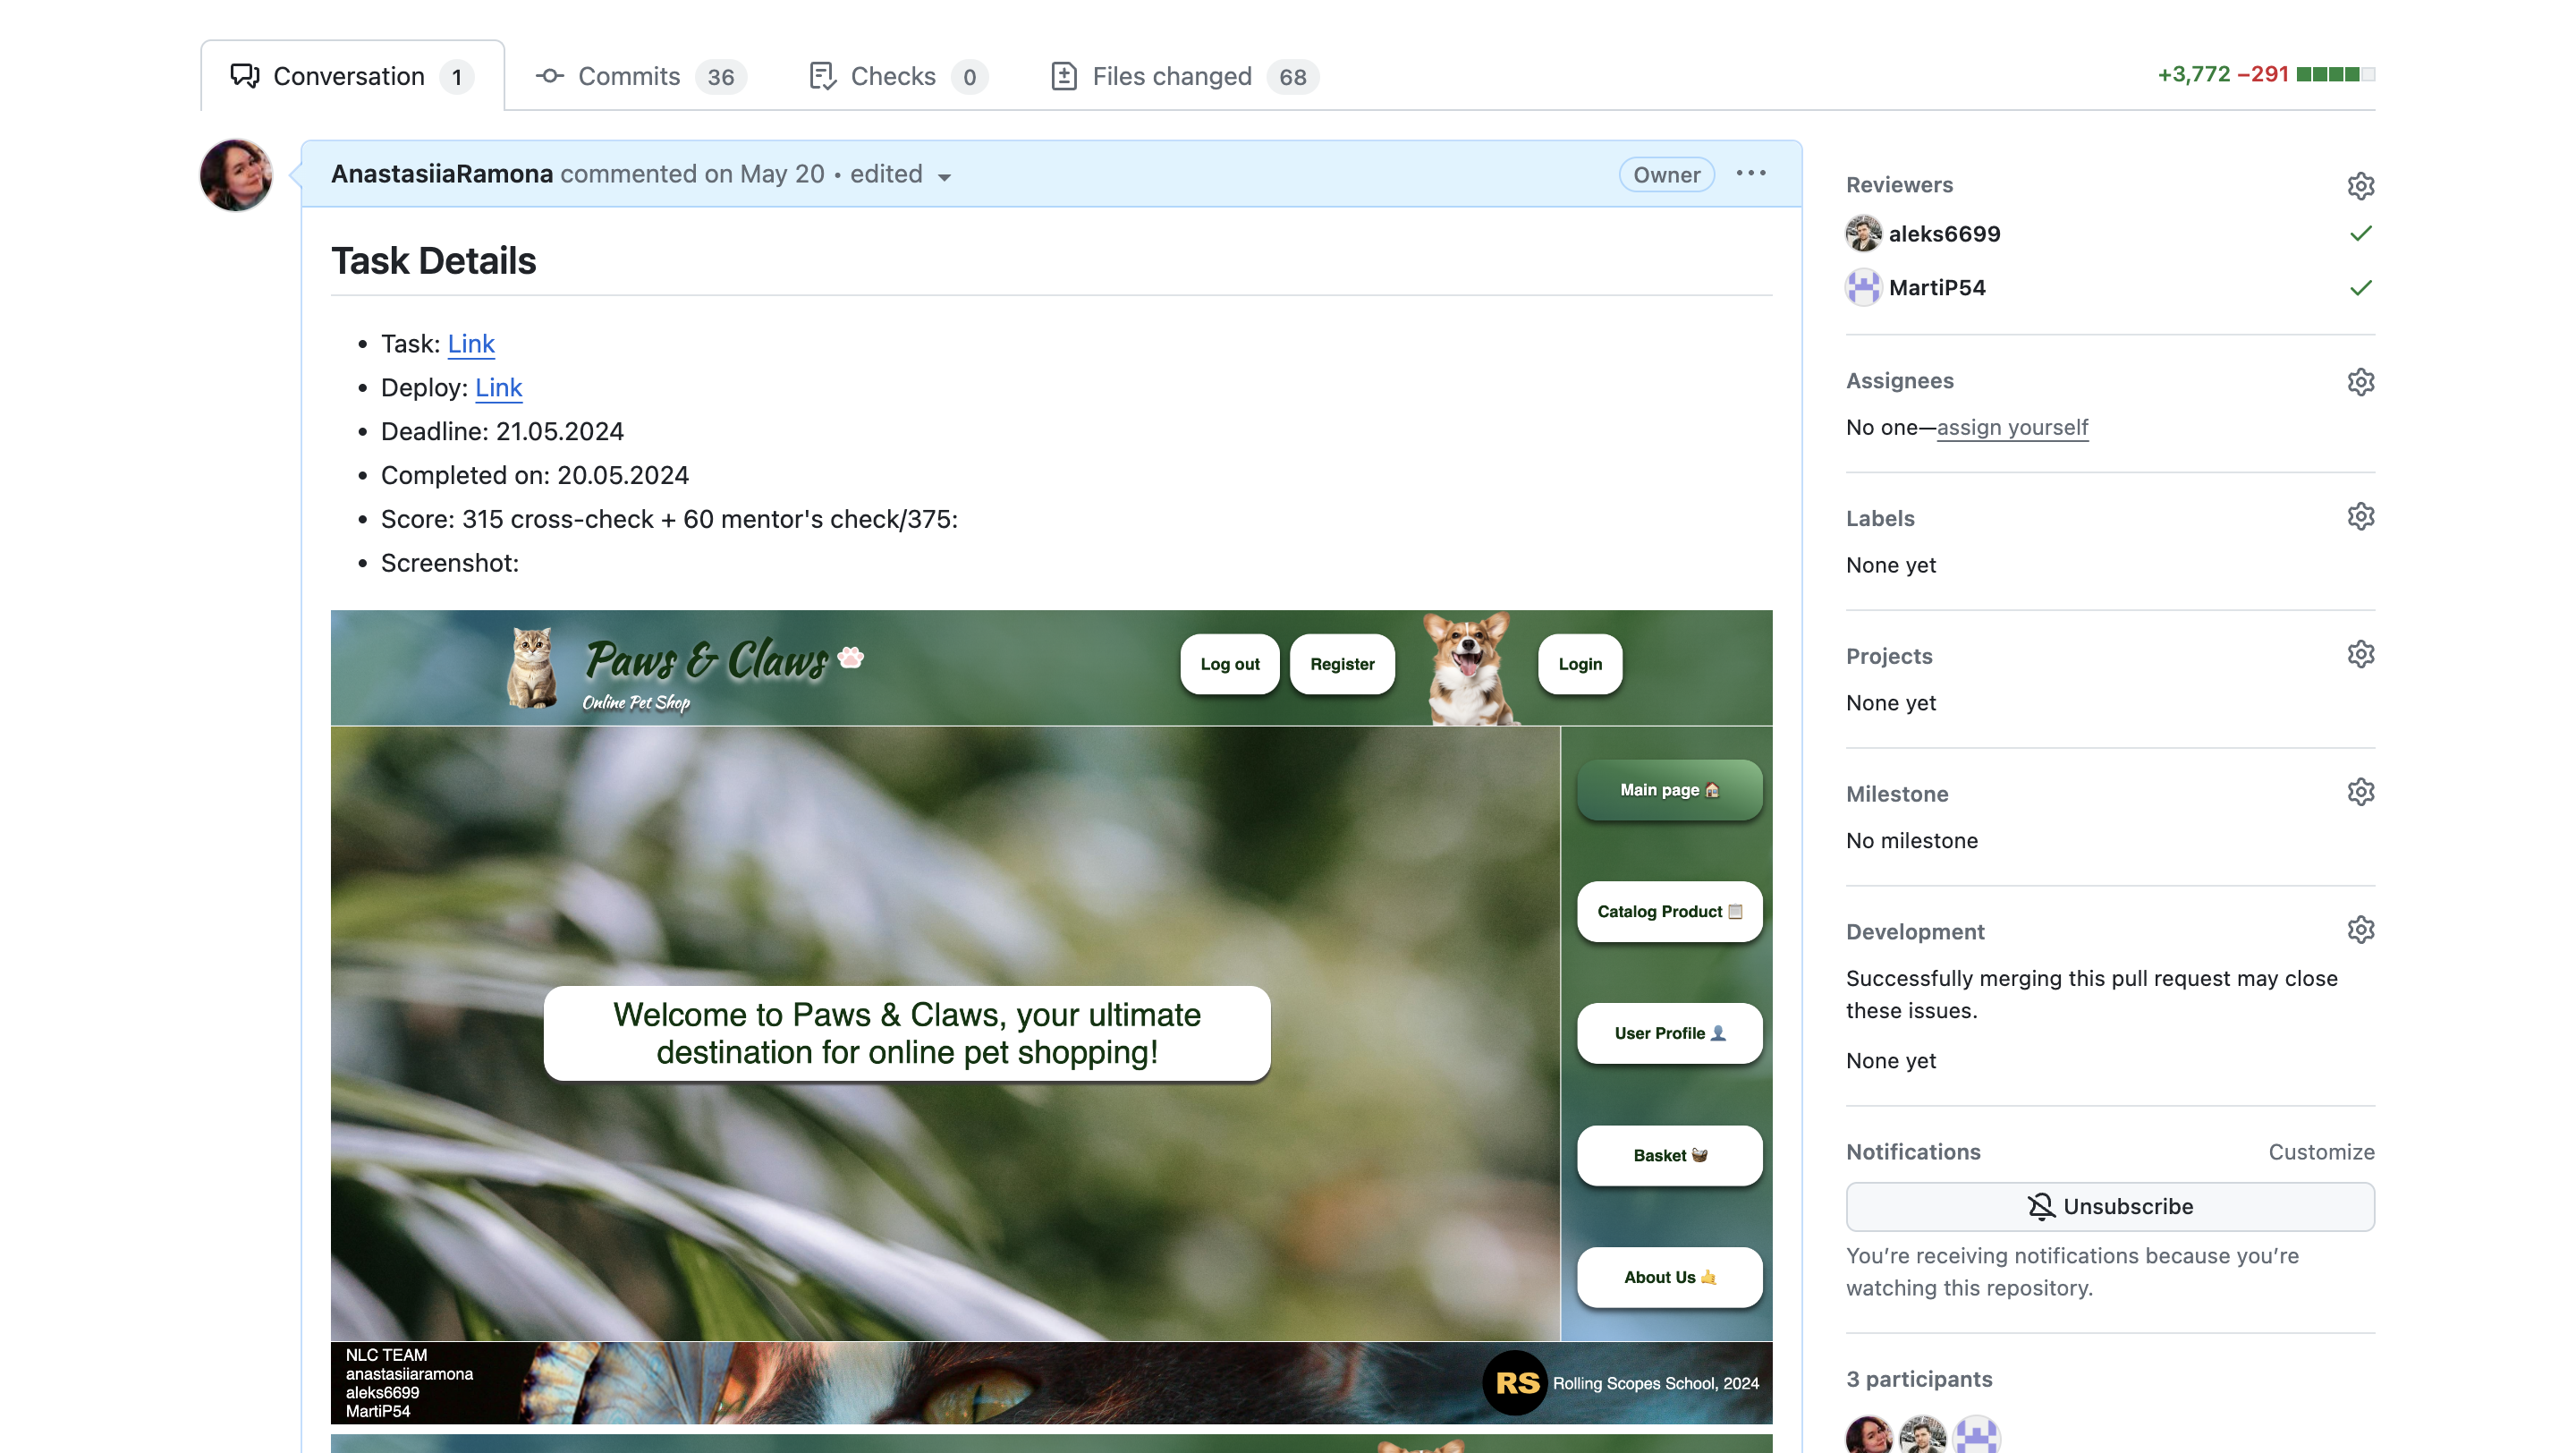 Conversation 1
Commits 36
Checks 0
Files changed 68
+3,772 −291
AnastasiiaRamona commented on May 20 • edited
Owner
Task Details
Task: Link
Deploy: Link
Deadline: 21.05.2024
Completed on: 20.05.2024
Score: 315 cross-check + 60 mentor's check/375:
Screenshot:
Paws & Claws
Online Pet Shop
Log out
Register
Login
Main page
Catalog Product
User Profile
Basket
About Us
Welcome to Paws & Claws, your ultimate
destination for online pet shopping!
NLC TEAM
anastasiiaramona
aleks6699
MartiP54
RS
Rolling Scopes School, 2024
Reviewers
aleks6699
MartiP54
Assignees
No one—assign yourself
Labels
None yet
Projects
None yet
Milestone
No milestone
Development
Successfully merging this pull request may close
these issues.
None yet
Notifications
Customize
Unsubscribe
You’re receiving notifications because you’re
watching this repository.
3 participants